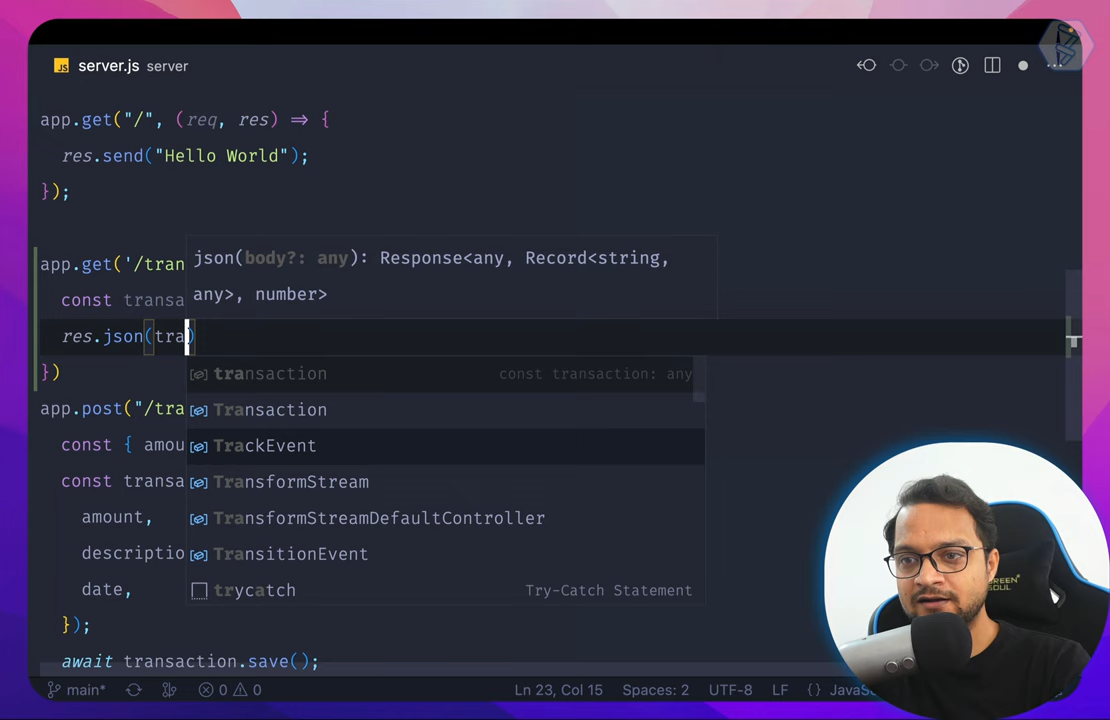 JS server.js server
app.get("/", (req, res) => {
res.send("Hello World");
});
app.get('/tran
json(body?: any): Response<any, Record<string,
any>, number>
const transa
res.json(tra)
})
transaction const transaction: any
Transaction
TrackEvent
TransformStream
TransformStreamDefaultController
TransitionEvent
trycatch Try-Catch Statement
app.post("/tra
const { amou
const transa
amount,
descriptio
date,
});
await transaction.save();
main* 0 0 Ln 23, Col 15 Spaces: 2 UTF-8 LF {} JavaS